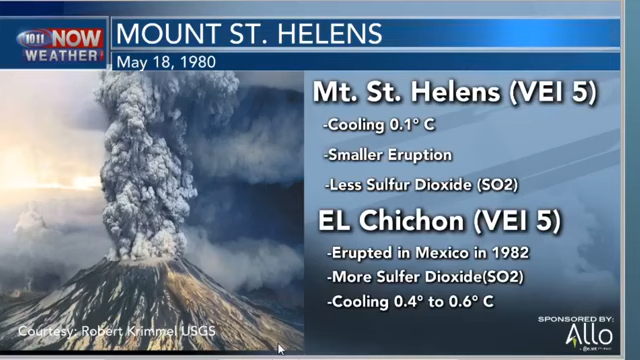 10 11 NOW
WEATHER
MOUNT ST. HELENS
May 18, 1980
Mt. St. Helens (VEI 5)
-Cooling 0.1° C
-Smaller Eruption
-Less Sulfur Dioxide (SO2)
EL Chichon (VEI 5)
-Erupted in Mexico in 1982
-More Sulfer Dioxide(SO2)
-Cooling 0.4° to 0.6° C
Courtesy: Robert Krimmel USGS
SPONSORED BY:
Allo